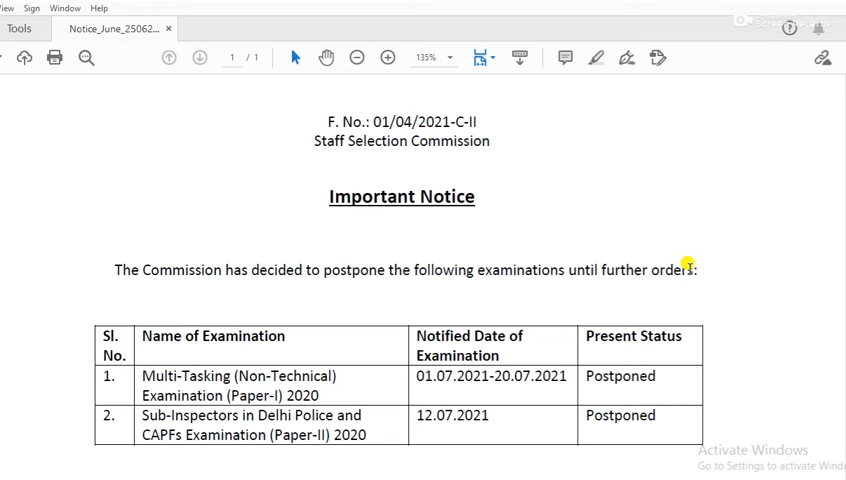 View Sign Window Help
Tools Notice_June_25062... ×
1 / 1 135%
F. No.: 01/04/2021-C-II
Staff Selection Commission
Important Notice
The Commission has decided to postpone the following examinations until further orders:
Sl. No. Name of Examination Notified Date of Examination Present Status
1. Multi-Tasking (Non-Technical) Examination (Paper-I) 2020 01.07.2021-20.07.2021 Postponed
2. Sub-Inspectors in Delhi Police and CAPFs Examination (Paper-II) 2020 12.07.2021 Postponed
Activate Windows
Go to Settings to activate Windo